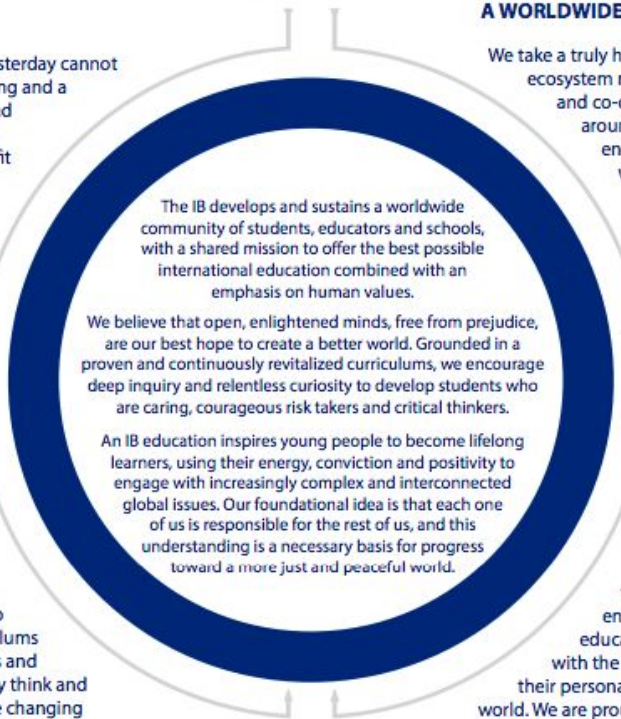 A WORLDWIDE
We take a truly h
ecosystem
and co-
arou
en
sterday cannot
ng and a
d
fit
The IB develops and sustains a worldwide
community of students, educators and schools,
with a shared mission to offer the best possible
international education combined with an
emphasis on human values.
We believe that open, enlightened minds, free from prejudice,
are our best hope to create a better world. Grounded in a
proven and continuously revitalized curriculums, we encourage
deep inquiry and relentless curiosity to develop students who
are caring, courageous risk takers and critical thinkers.
An IB education inspires young people to become lifelong
learners, using their energy, conviction and positivity to
engage with increasingly complex and interconnected
global issues. Our foundational idea is that each one
of us is responsible for the rest of us, and this
understanding is a necessary basis for progress
toward a more just and peaceful world.
lums
s and
y think and
e changing
en
educa
with the
their persona
world. We are prou